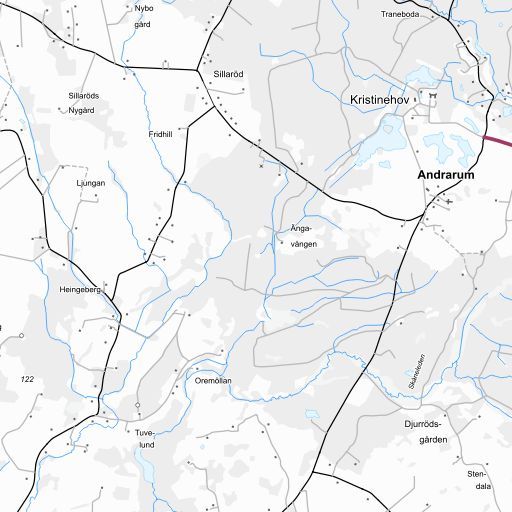 Nybo
gård
Traneboda
Sillaröd
Sillaröds
Nygård
Kristinehov
Fridhill
Andrarum
Ljungan
Änga-
vången
Heingeberg
122
Oremöllan
Skåneleden
Djurröds-
gården
Tuve-
lund
Sten-
dala